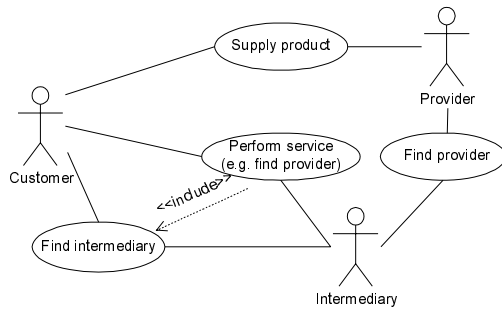 Supply product
Provider
Perform service
(e.g. find provider)
Find provider
Customer
<<include>>
Find intermediary
Intermediary